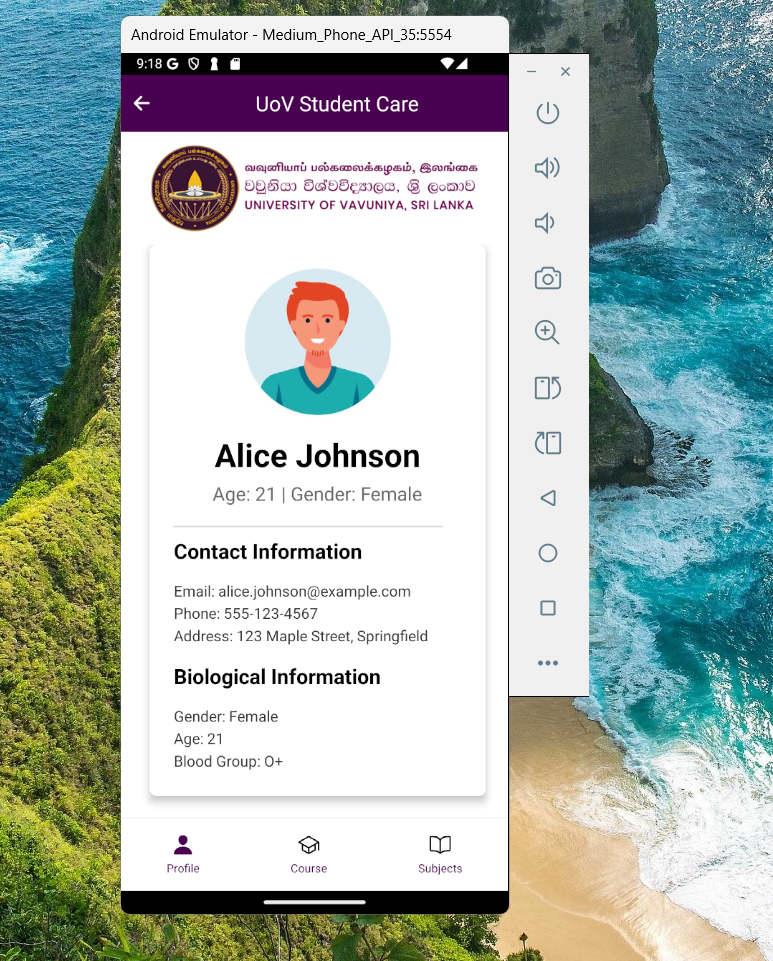 Android Emulator - Medium_Phone_API_35:5554
9:18
UoV Student Care
வவுனியாப் பல்கலைக்கழகம், இலங்கை
වවුනියා විශ්වවිද්‍යාලය, ශ්‍රී ලංකාව
UNIVERSITY OF VAVUNIYA, SRI LANKA
Alice Johnson
Age: 21 | Gender: Female
Contact Information
Email: alice.johnson@example.com
Phone: 555-123-4567
Address: 123 Maple Street, Springfield
Biological Information
Gender: Female
Age: 21
Blood Group: O+
Profile Course Subjects